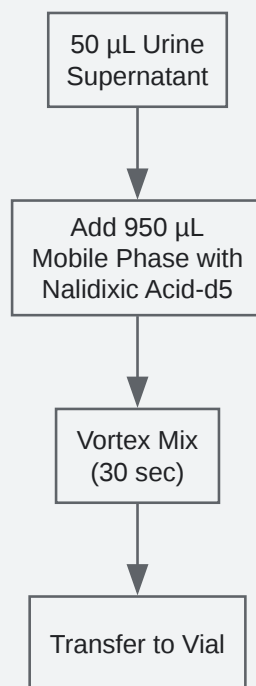 50 µL Urine
Supernatant
Add 950 µL
Mobile Phase with
Nalidixic Acid-d5
Vortex Mix
(30 sec)
Transfer to Vial